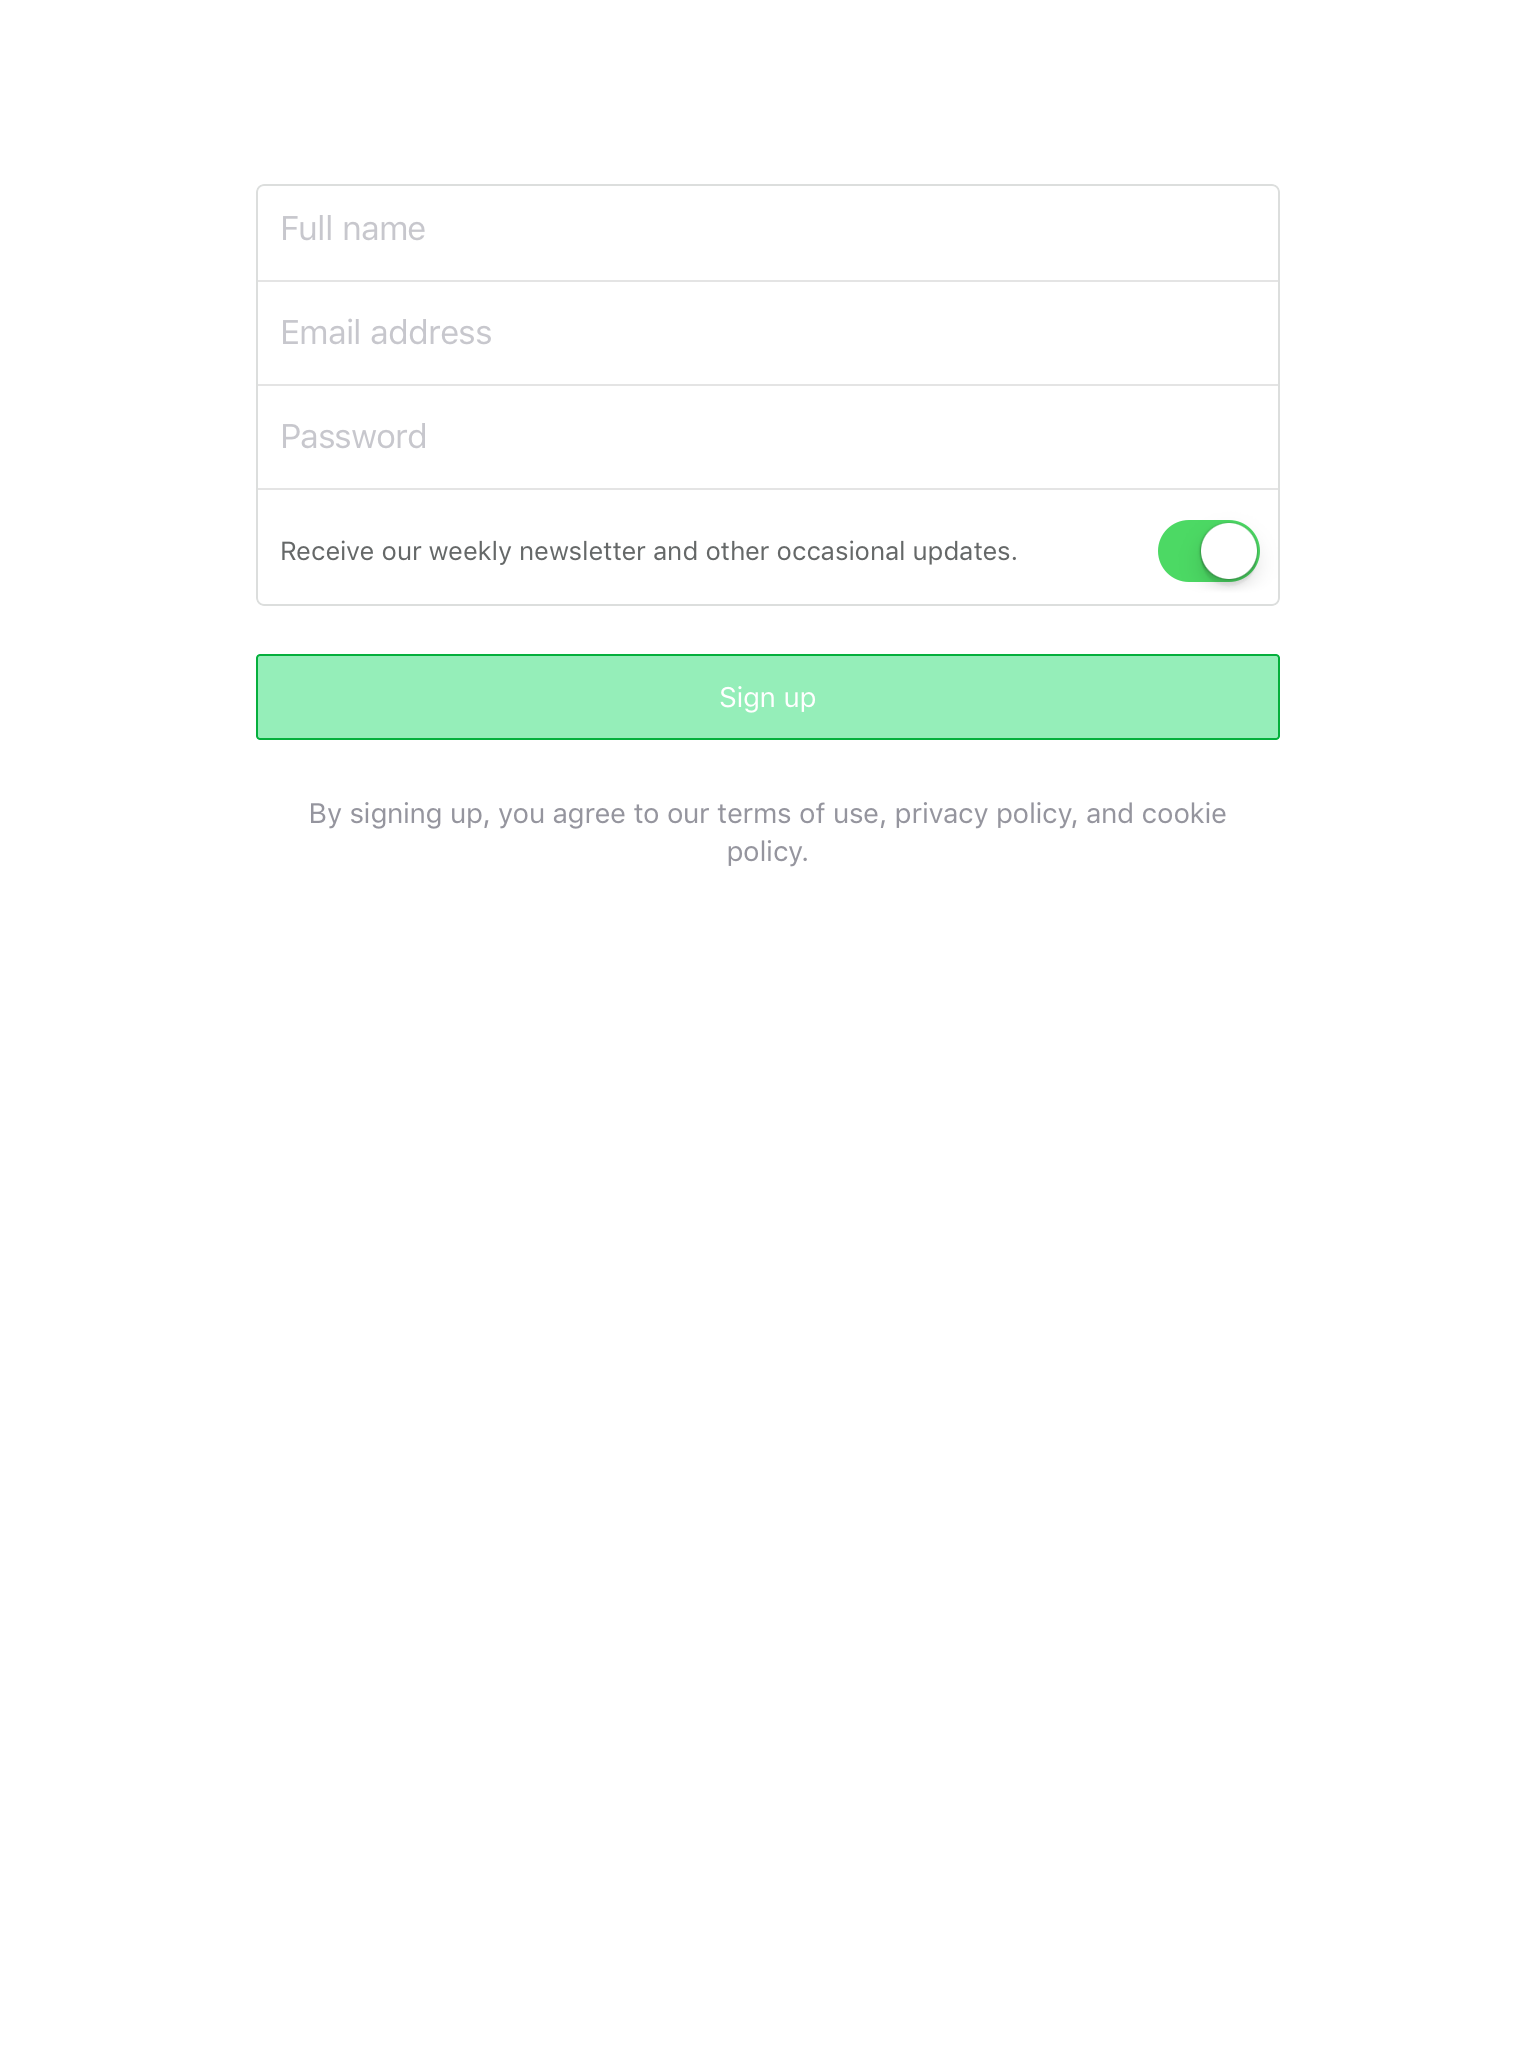 Full name
Email address
Password
Receive our weekly newsletter and other occasional updates.
Sign up
By signing up, you agree to our terms of use, privacy policy, and cookie
policy.